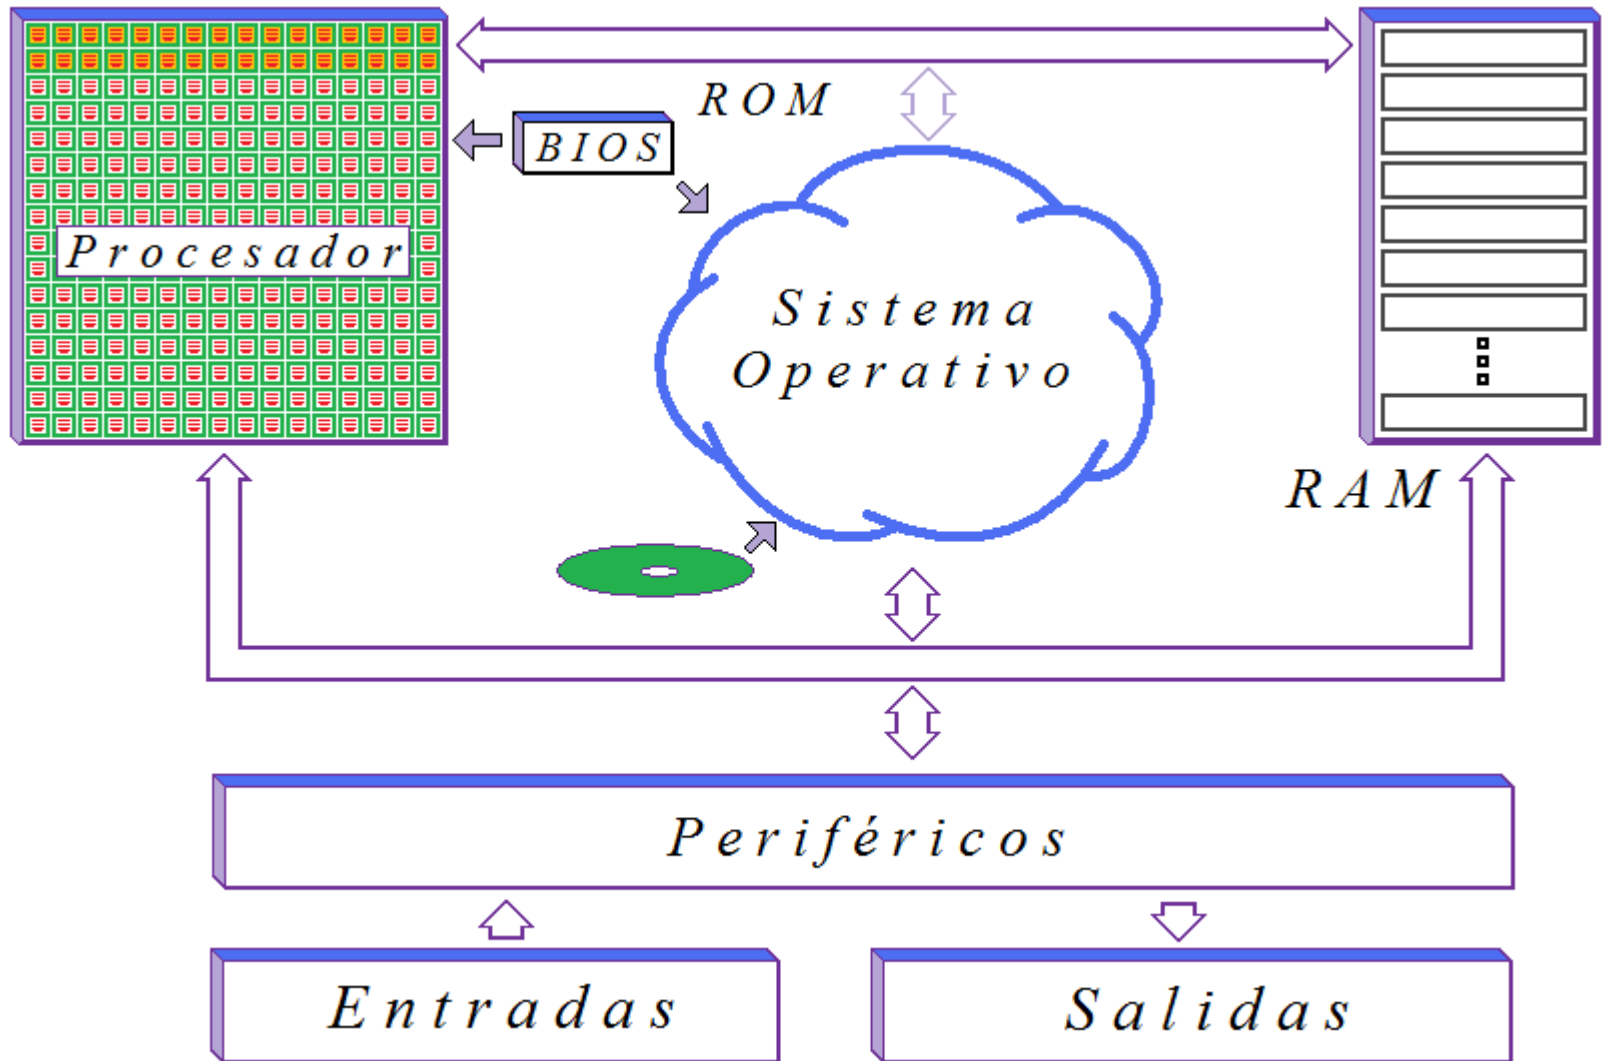 ROM
BIOS
Procesador
Sistema
Operativo
RAM
Periféricos
Entradas
Salidas